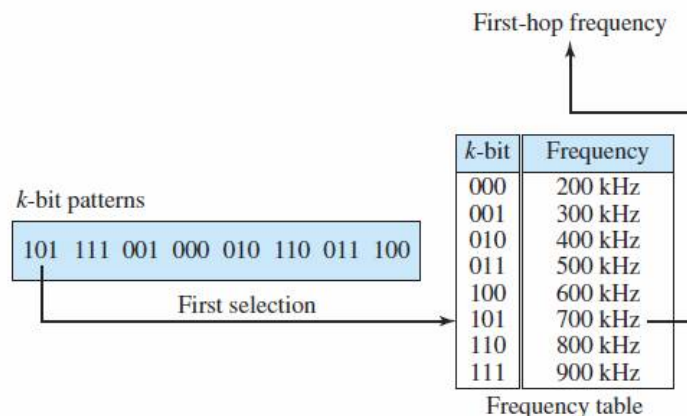 First-hop frequency
k-bit patterns
101 111 001 000 010 110 011 100
First selection
k-bit Frequency
000 200 kHz
001 300 kHz
010 400 kHz
011 500 kHz
100 600 kHz
101 700 kHz
110 800 kHz
111 900 kHz
Frequency table